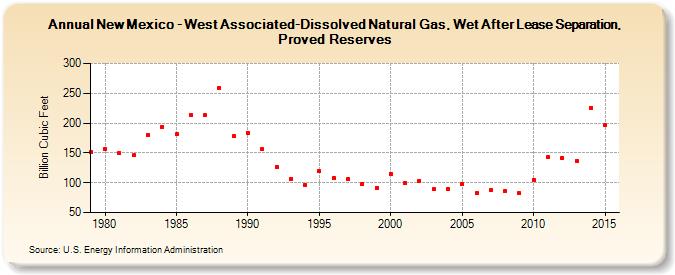 Annual New Mexico - West Associated-Dissolved Natural Gas, Wet After Lease Separation,
Proved Reserves
Billion Cubic Feet
300
250
200
150
100
50
1980 1985 1990 1995 2000 2005 2010 2015
Source: U.S. Energy Information Administration